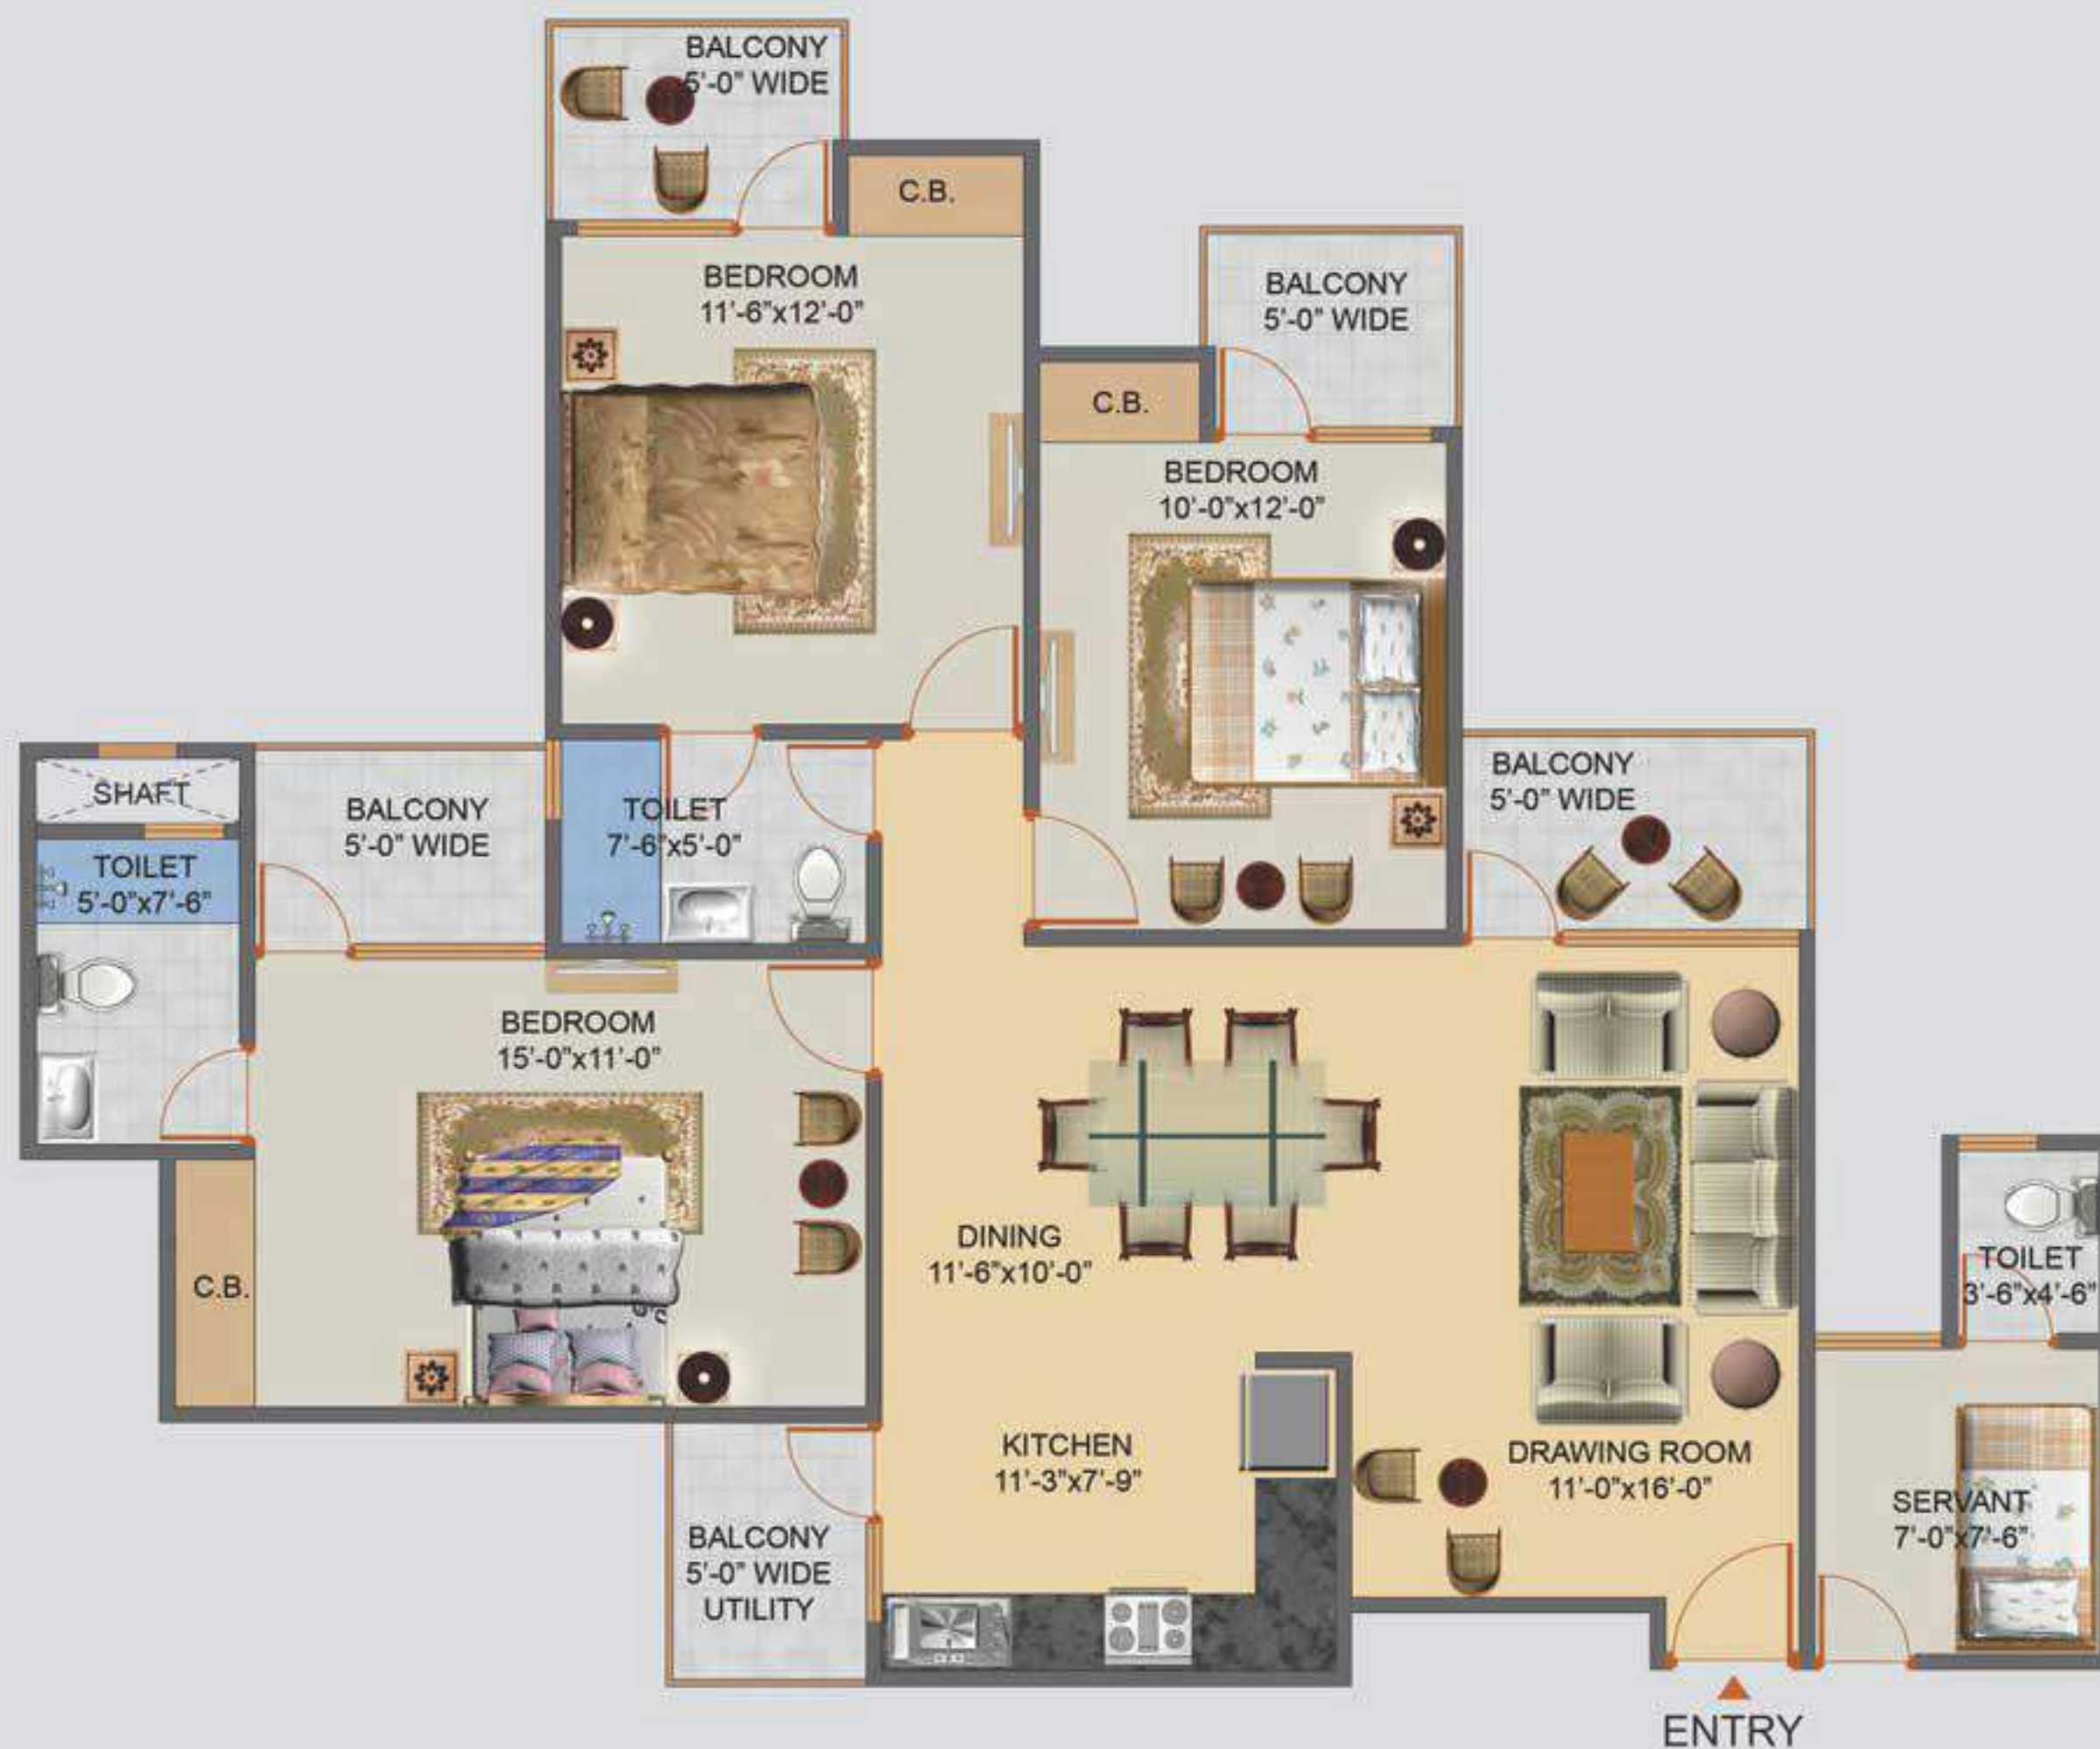 BALCONY
5'-0" WIDE
C.B.
BEDROOM
11'-6"x12'-0"
BALCONY
5'-0" WIDE
C.B.
BEDROOM
10'-0"x12'-0"
SHAFT
TOILET
5'-0"x7'-6"
BALCONY
5'-0" WIDE
TOILET
7'-6"x5'-0"
BALCONY
5'-0" WIDE
BEDROOM
15'-0"x11'-0"
C.B.
DINING
11'-6"x10'-0"
TOILET
3'-6"x4'-6"
KITCHEN
11'-3"x7'-9"
DRAWING ROOM
11'-0"x16'-0"
SERVANT
7'-0"x7'-6"
BALCONY
5'-0" WIDE
UTILITY
ENTRY